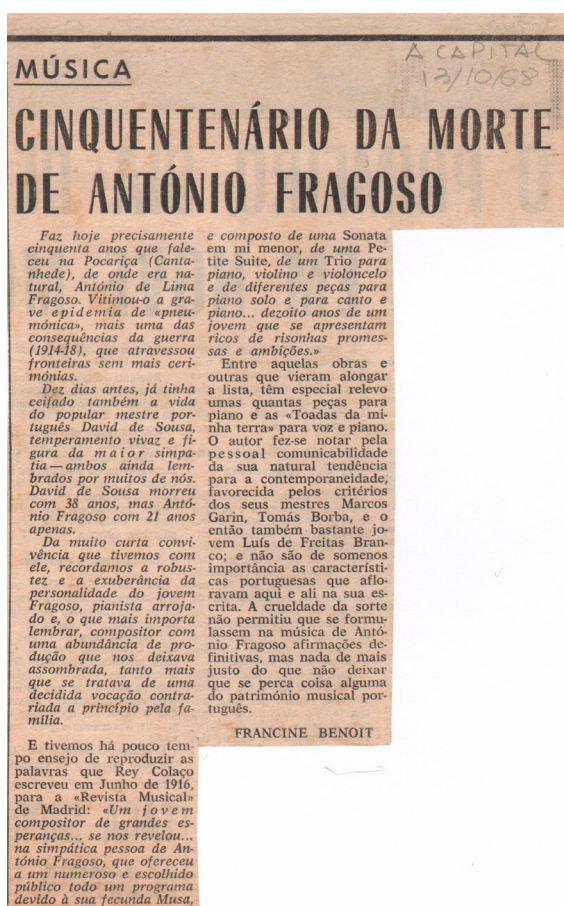 A CAPITAL
13/10/68
MÚSICA
CINQUENTENÁRIO DA MORTE
DE ANTÓNIO FRAGOSO
Faz hoje precisamente
cinquenta anos que fale-
ceu na Pocariça (Canta-
nhede), de onde era na-
tural, António de Lima
Fragoso. Vitimou-o a gra-
ve epidemia de «pneu-
mónica», mais uma das
consequências da guerra
(1914-18), que atravessou
fronteiras sem mais ceri-
mónias.
Dez dias antes, já tinha
ceifado também a vida
do popular mestre por-
tuguês David de Sousa,
temperamento vivaz e fi-
gura da maior simpa-
tia — ambos ainda lem-
brados por muitos de nós.
David de Sousa morreu
com 38 anos, mas Antó-
nio Fragoso com 21 anos
apenas.
Da muito curta convi-
vência que tivemos com
ele, recordamos a robus-
tez e a exuberância da
personalidade do jovem
Fragoso, pianista arroja-
do e, o que mais importa
lembrar, compositor com
uma abundância de pro-
dução que nos deixava
assombrada, tanto mais
que se tratava de uma
decidida vocação contra-
riada a princípio pela fa-
mília.
E tivemos há pouco tem-
po ensejo de reproduzir as
palavras que Rey Colaço
escreveu em Junho de 1916,
para a «Revista Musical»
de Madrid: «Um jovem
compositor de grandes es-
peranças... se nos revelou...
na simpática pessoa de An-
tónio Fragoso, que ofereceu
a um numeroso e escolhido
público todo um programa
devido à sua fecunda Musa,
e composto de uma Sonata
em mi menor, de uma Pe-
tite Suite, de um Trio para
piano, violino e violoncelo
e de diferentes peças para
piano solo e para canto e
piano... dezoito anos de um
jovem que se apresentam
ricos de risonhas promes-
sas e ambições.»
Entre aquelas obras e
outras que vieram alongar
a lista, têm especial relevo
umas quantas peças para
piano e as «Toadas da mi-
nha terra» para voz e piano.
O autor fez-se notar pela
pessoal comunicabilidade
da sua natural tendência
para a contemporaneidade,
favorecida pelos critérios
dos seus mestres Marcos
Garin, Tomás Borba, e o
então também bastante jo-
vem Luís de Freitas Bran-
co; e não são de somenos
importância as característi-
cas portuguesas que aflo-
ravam aqui e ali na sua es-
crita. A crueldade da sorte
não permitiu que se formu-
lassem na música de Antó-
nio Fragoso afirmações de-
finitivas, mas nada de mais
justo do que não deixar
que se perca coisa alguma
do património musical por-
tuguês.
FRANCINE BENOIT